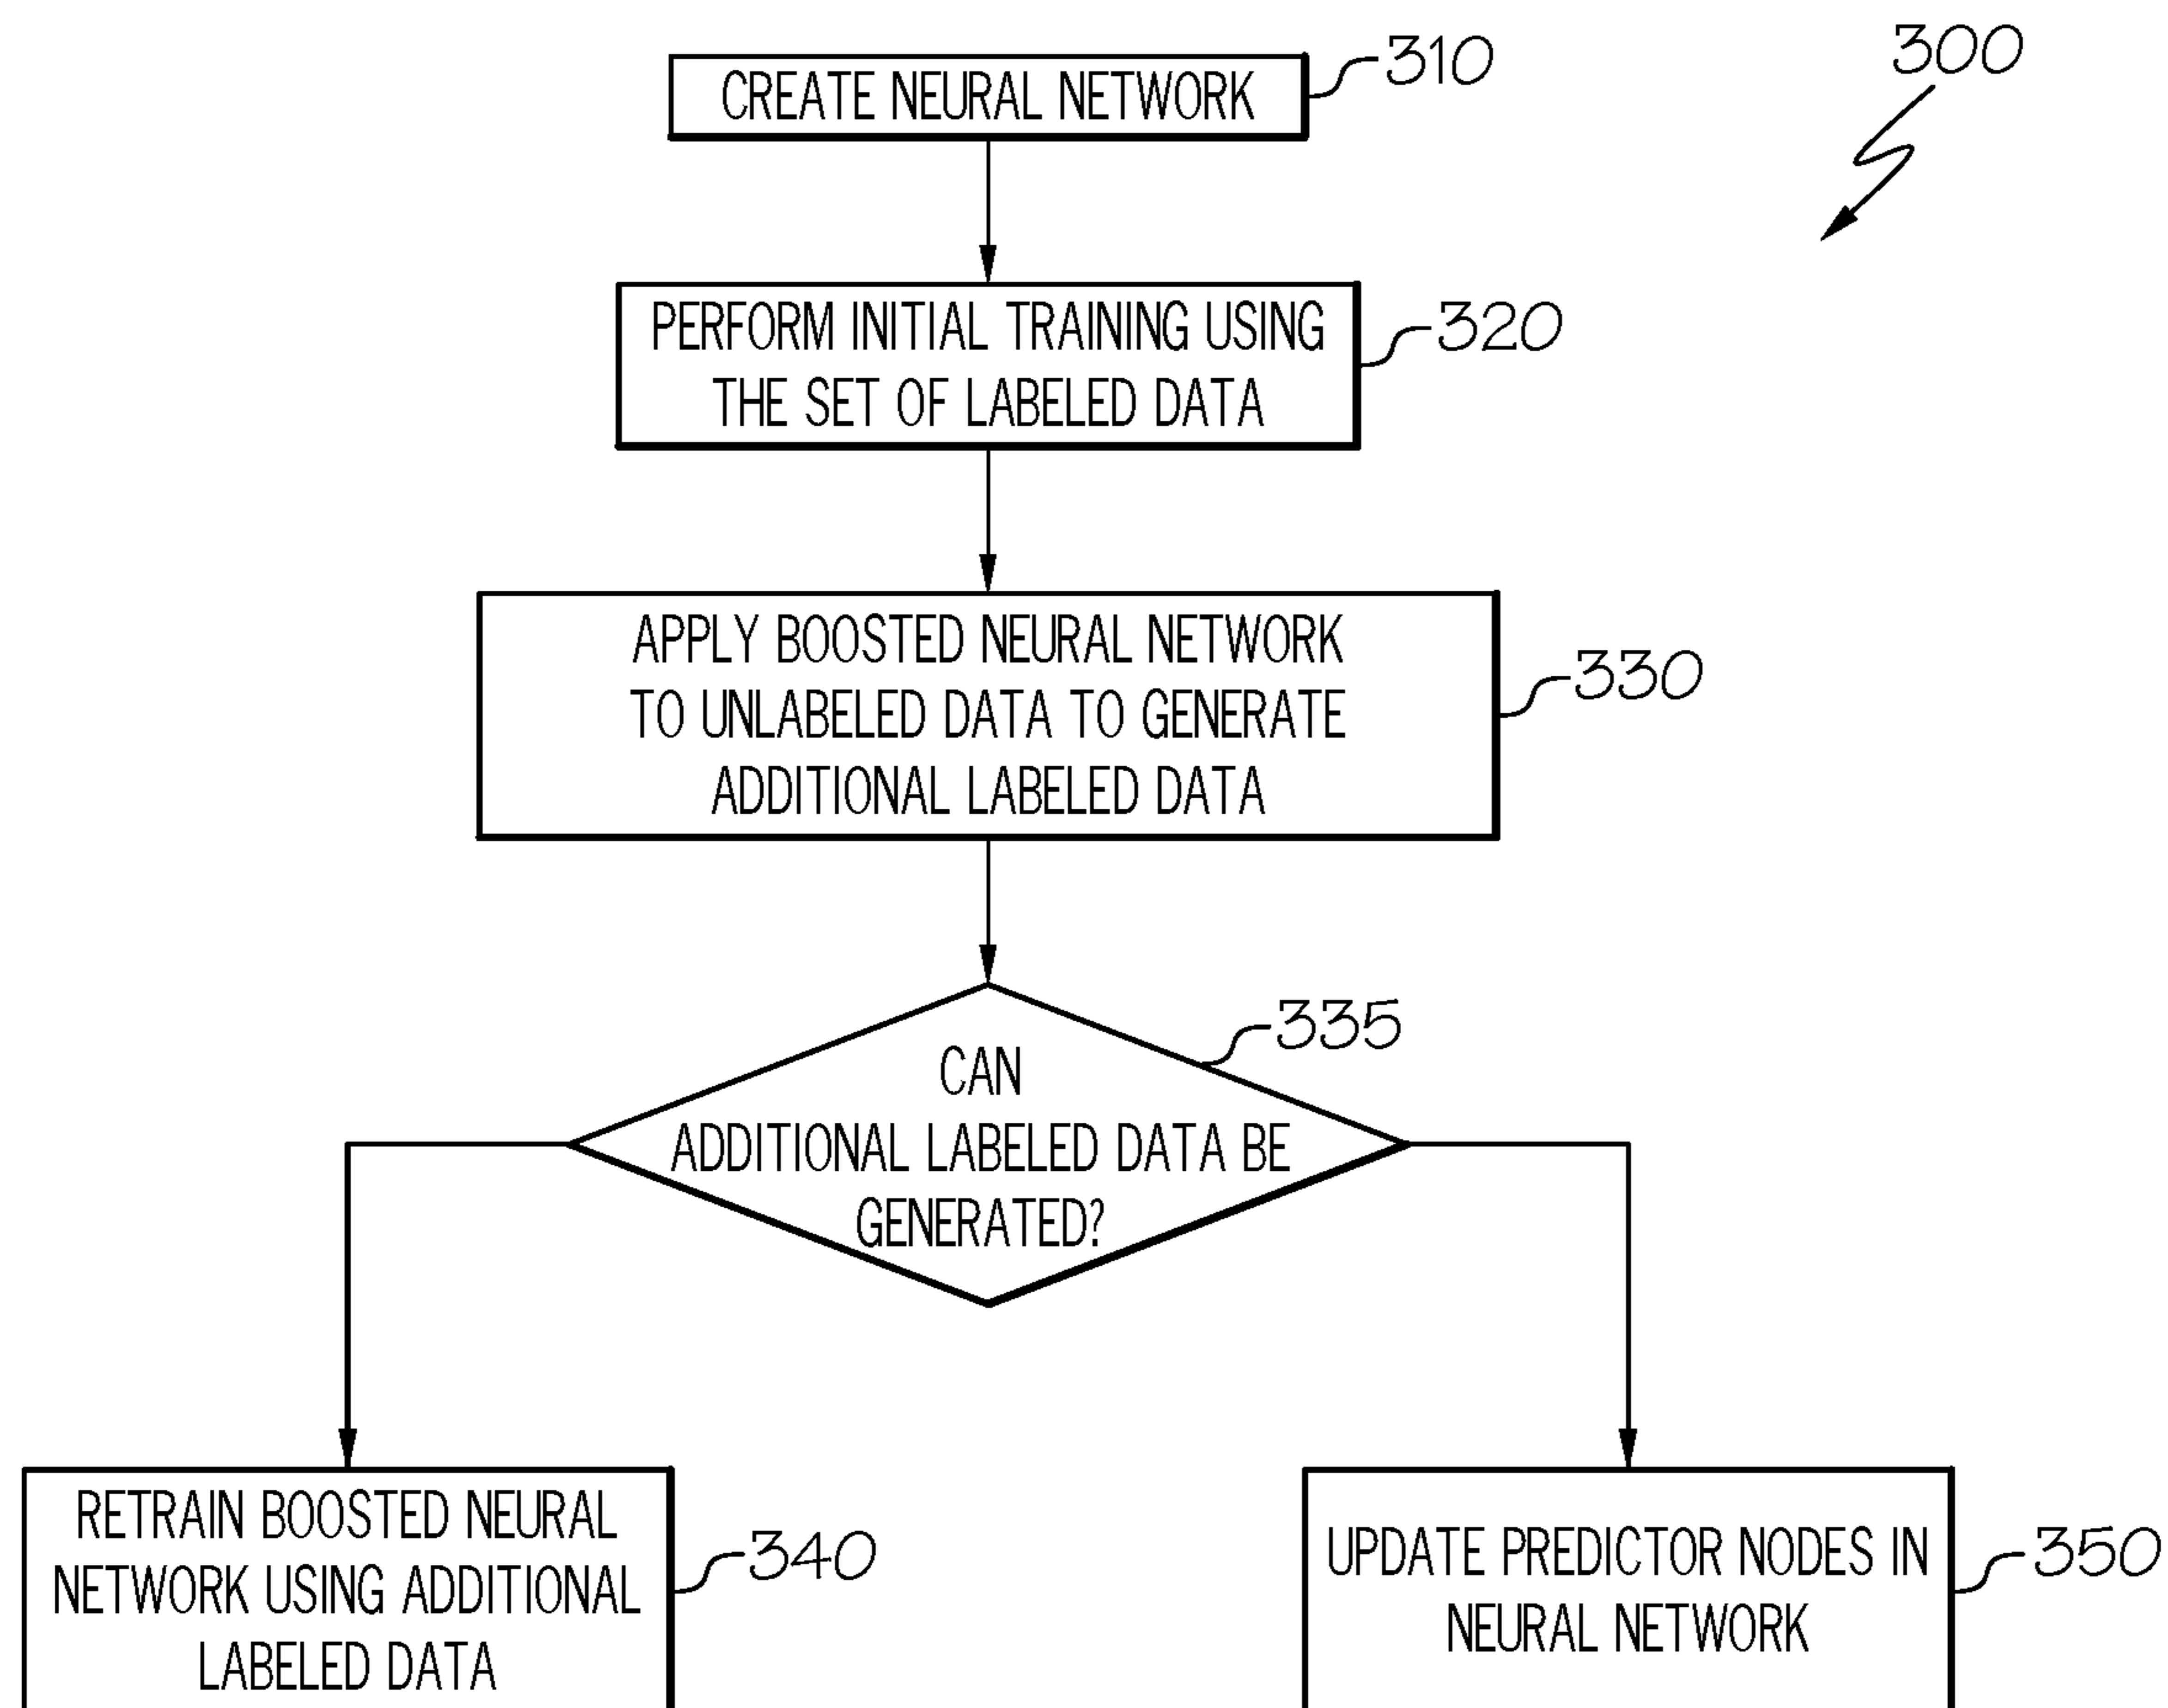 300
CREATE NEURAL NETWORK
310
PERFORM INITIAL TRAINING USING
THE SET OF LABELED DATA
320
APPLY BOOSTED NEURAL NETWORK
TO UNLABELED DATA TO GENERATE
ADDITIONAL LABELED DATA
330
CAN
ADDITIONAL LABELED DATA BE
GENERATED?
335
RETRAIN BOOSTED NEURAL
NETWORK USING ADDITIONAL
LABELED DATA
340
UPDATE PREDICTOR NODES IN
NEURAL NETWORK
350